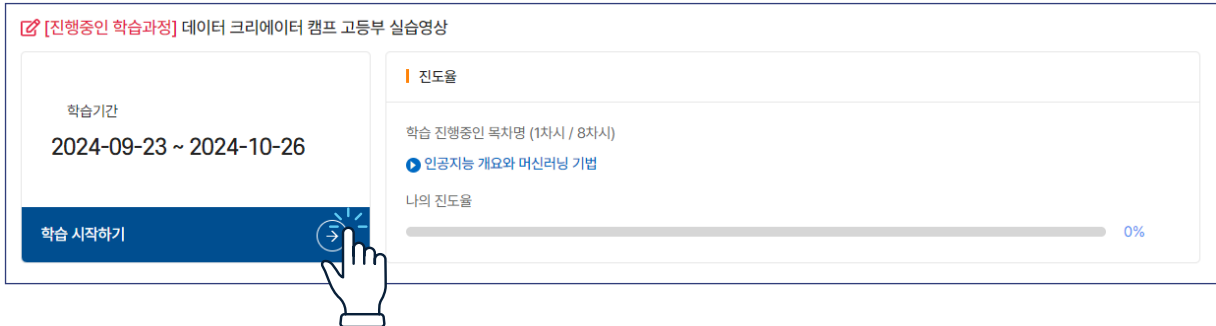 [진행중인 학습과정] 데이터 크리에이터 캠프 고등부 실습영상
학습기간
2024-09-23 ~ 2024-10-26
학습 시작하기
진도율
학습 진행중인 목차명 (1차시 / 8차시)
인공지능 개요와 머신러닝 기법
나의 진도율
0%